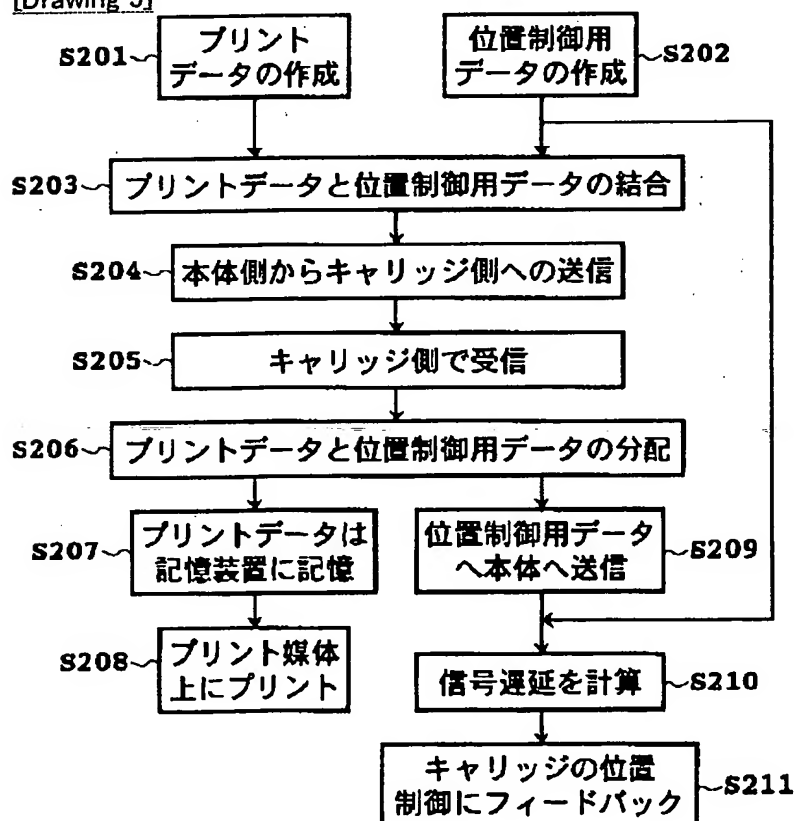 [Drawing 5]
S201 プリント
データの作成
位置制御用 S202
データの作成
S203 プリントデータと位置制御用データの結合
S204 本体側からキャリッジ側への送信
S205 キャリッジ側で受信
S206 プリントデータと位置制御用データの分配
S207 プリントデータは
記憶装置に記憶
位置制御用データ
へ本体へ送信 S209
S208 プリント媒体
上にプリント
信号遅延を計算 S210
キャリッジの位置
制御にフィードバック S211